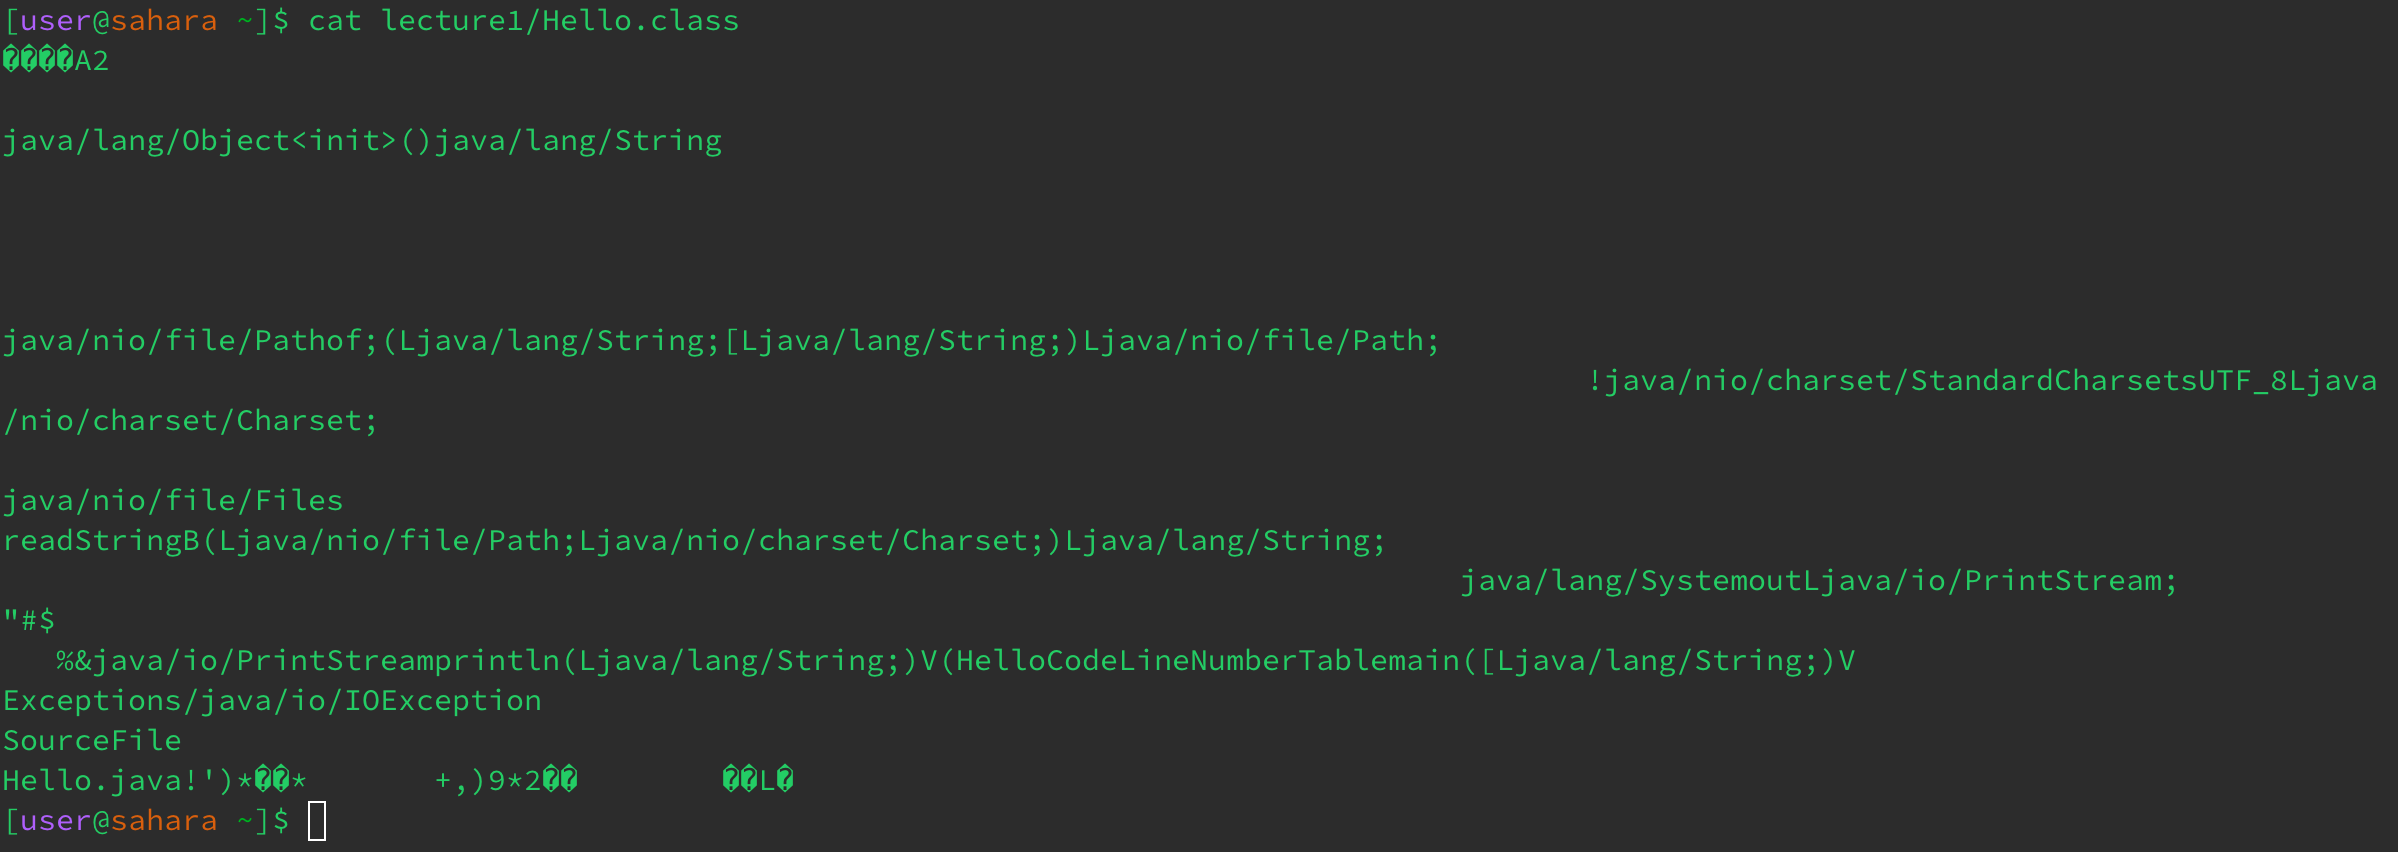 [user@sahara ~]$ cat lecture1/Hello.class
����A2
java/lang/Object<init>()java/lang/String
java/nio/file/Pathof;(Ljava/lang/String;[Ljava/lang/String;)Ljava/nio/file/Path;
!java/nio/charset/StandardCharsetsUTF_8Ljava
/nio/charset/Charset;
java/nio/file/Files
readStringB(Ljava/nio/file/Path;Ljava/nio/charset/Charset;)Ljava/lang/String;
java/lang/SystemoutLjava/io/PrintStream;
"#$
%&java/io/PrintStreamprintln(Ljava/lang/String;)V(HelloCodeLineNumberTablemain([Ljava/lang/String;)V
Exceptions/java/io/IOException
SourceFile
Hello.java!')*��*       +,)9*2��        ��L�
[user@sahara ~]$